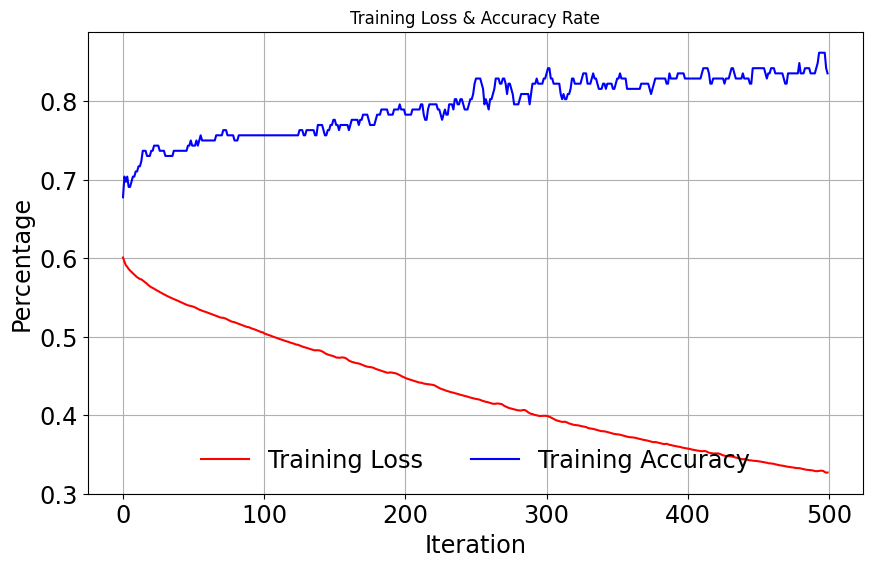 Training Loss & Accuracy Rate
0.8
0.7
0.6
0.5
0.4
0.3
Percentage
Training Loss Training Accuracy
0 100 200 300 400 500
Iteration